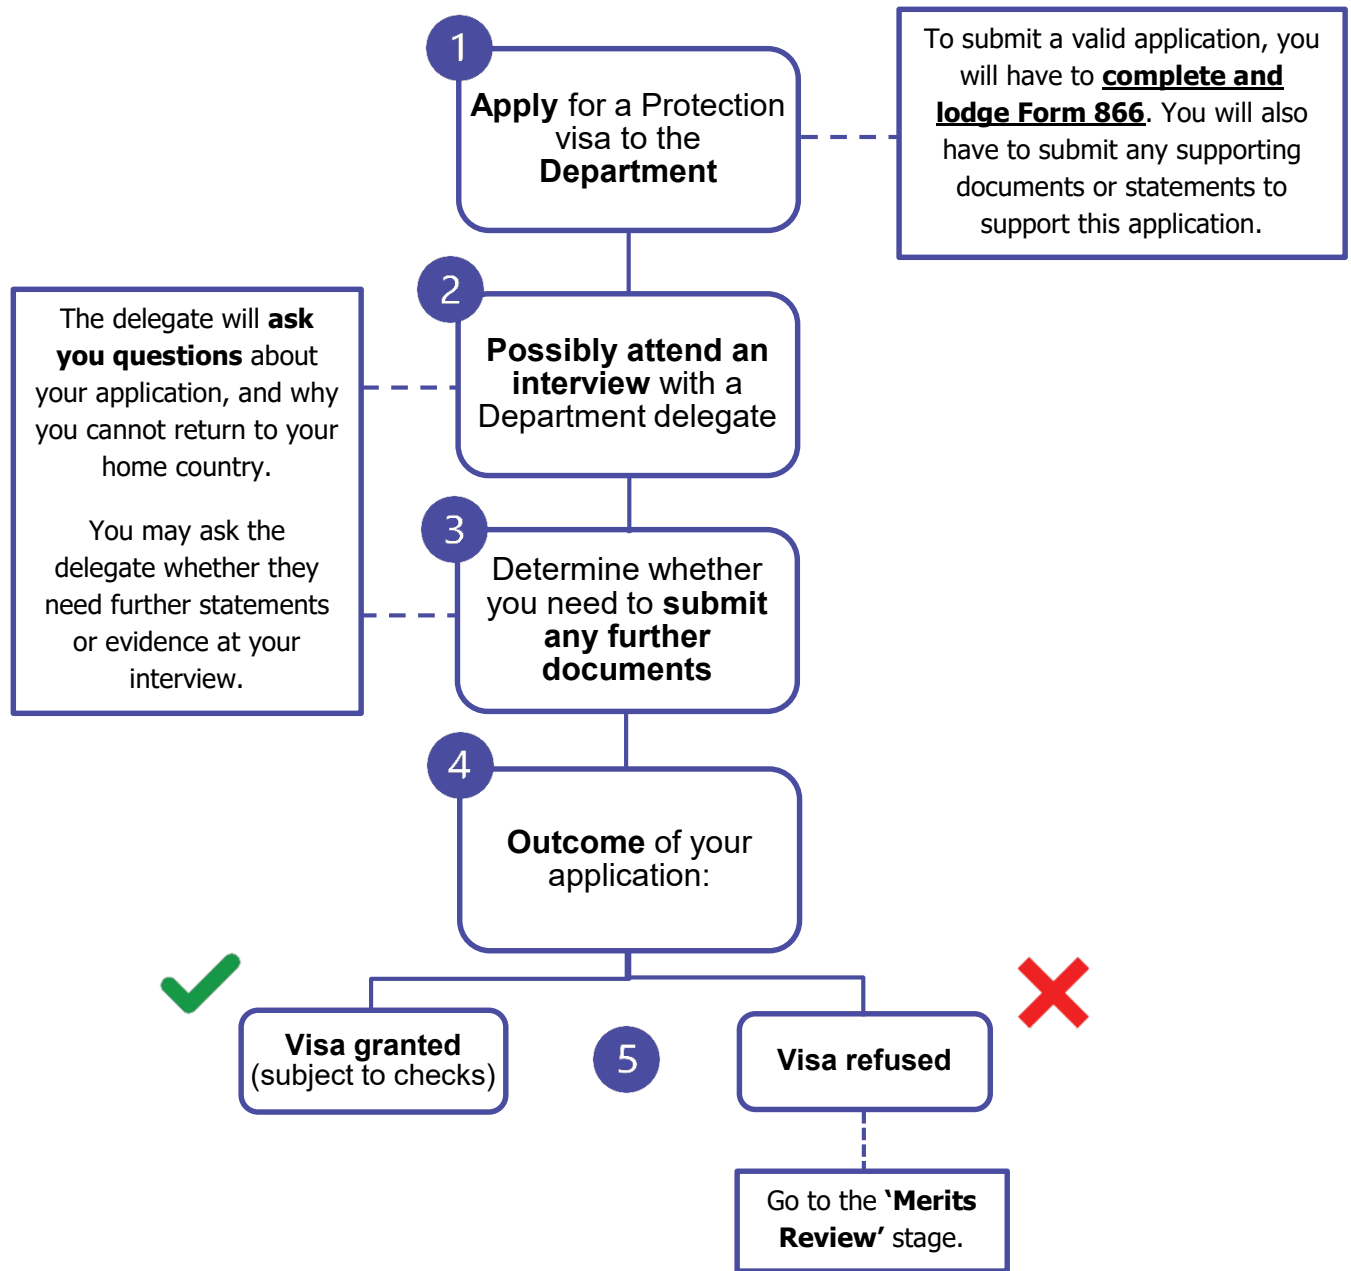 1
Apply for a Protection
visa to the
Department
To submit a valid application, you
will have to complete and
lodge Form 866. You will also
have to submit any supporting
documents or statements to
support this application.
2
Possibly attend an
interview with a
Department delegate
The delegate will ask
you questions about
your application, and why
you cannot return to your
home country.
You may ask the
delegate whether they
need further statements
or evidence at your
interview.
3
Determine whether
you need to submit
any further
documents
4
Outcome of your
application:
Visa granted
(subject to checks)
5
Visa refused
Go to the ‘Merits
Review’ stage.